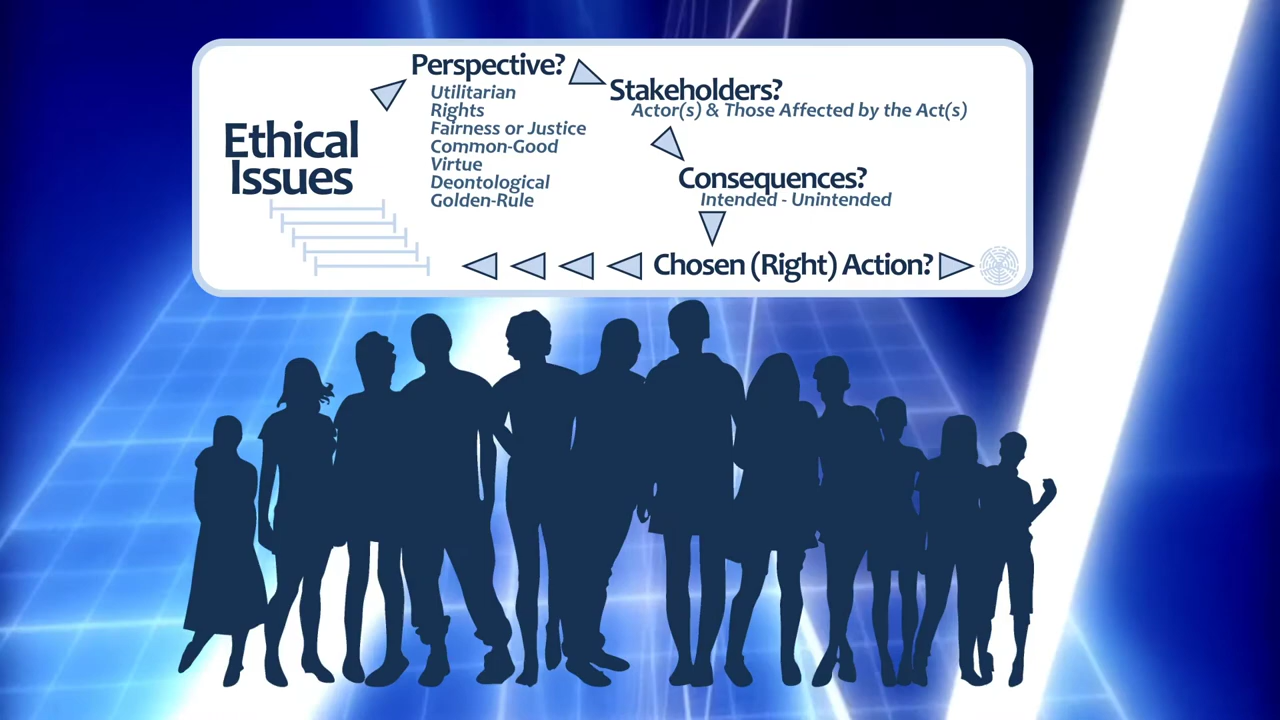 Ethical
Issues
Perspective?
Utilitarian
Rights
Fairness or Justice
Common-Good
Virtue
Deontological
Golden-Rule
Stakeholders?
Actor(s) & Those Affected by the Act(s)
Consequences?
Intended - Unintended
Chosen (Right) Action?